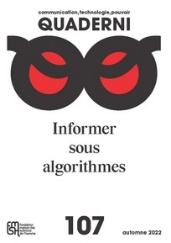 communication, technologie, pouvoir
QUADERNI
Informer
sous
algorithmes
107
automne 2022